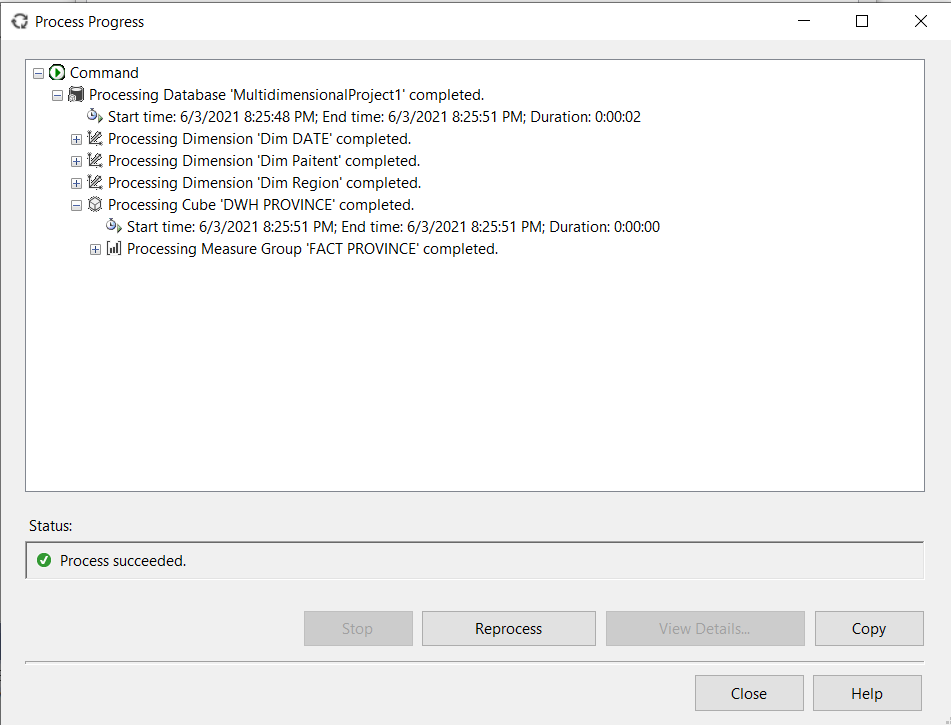 Process Progress
Command
Processing Database 'MultidimensionalProject1' completed.
Start time: 6/3/2021 8:25:48 PM; End time: 6/3/2021 8:25:51 PM; Duration: 0:00:02
Processing Dimension 'Dim DATE' completed.
Processing Dimension 'Dim Paitent' completed.
Processing Dimension 'Dim Region' completed.
Processing Cube 'DWH PROVINCE' completed.
Start time: 6/3/2021 8:25:51 PM; End time: 6/3/2021 8:25:51 PM; Duration: 0:00:00
Processing Measure Group 'FACT PROVINCE' completed.
Status:
Process succeeded.
Stop Reprocess View Details... Copy
Close Help